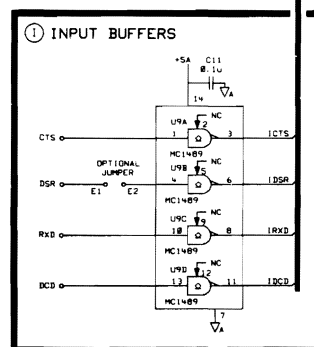 1 INPUT BUFFERS
+5A
C11
0.1u
A
14
NC
U9A
2
CTS
1
3
ICTS
MC1489
NC
U9B
5
OPTIONAL
JUMPER
DSR
E1
E2
4
6
IDSR
MC1489
NC
U9C
9
RXD
10
8
IRXD
MC1489
NC
U9D
12
DCD
13
11
IDCD
MC1489
7
A